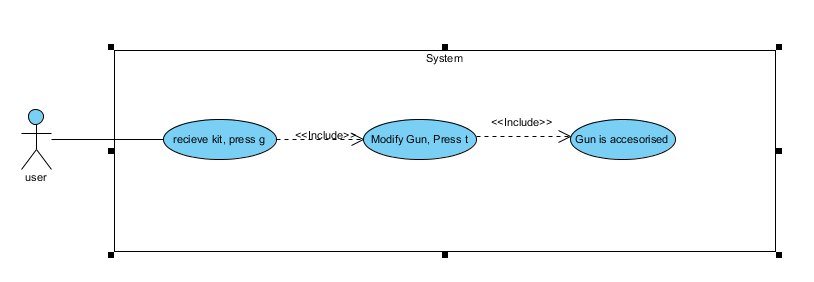 System
<<Include>>
<<Include>>
recieve kit, press g
Modify Gun, Press t
Gun is accesorised
user